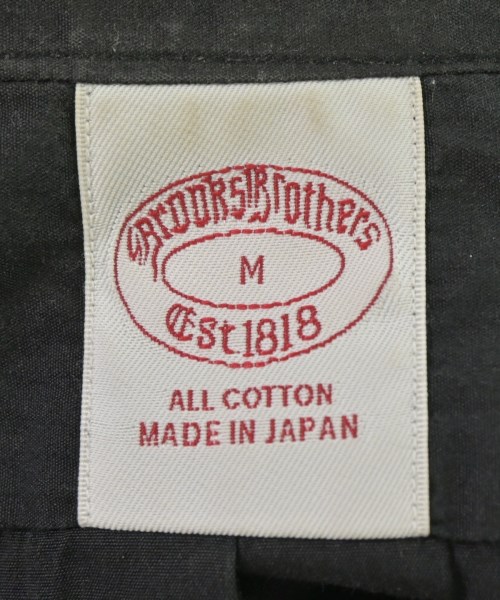 Brooks Brothers
M
Est 1818
ALL COTTON
MADE IN JAPAN